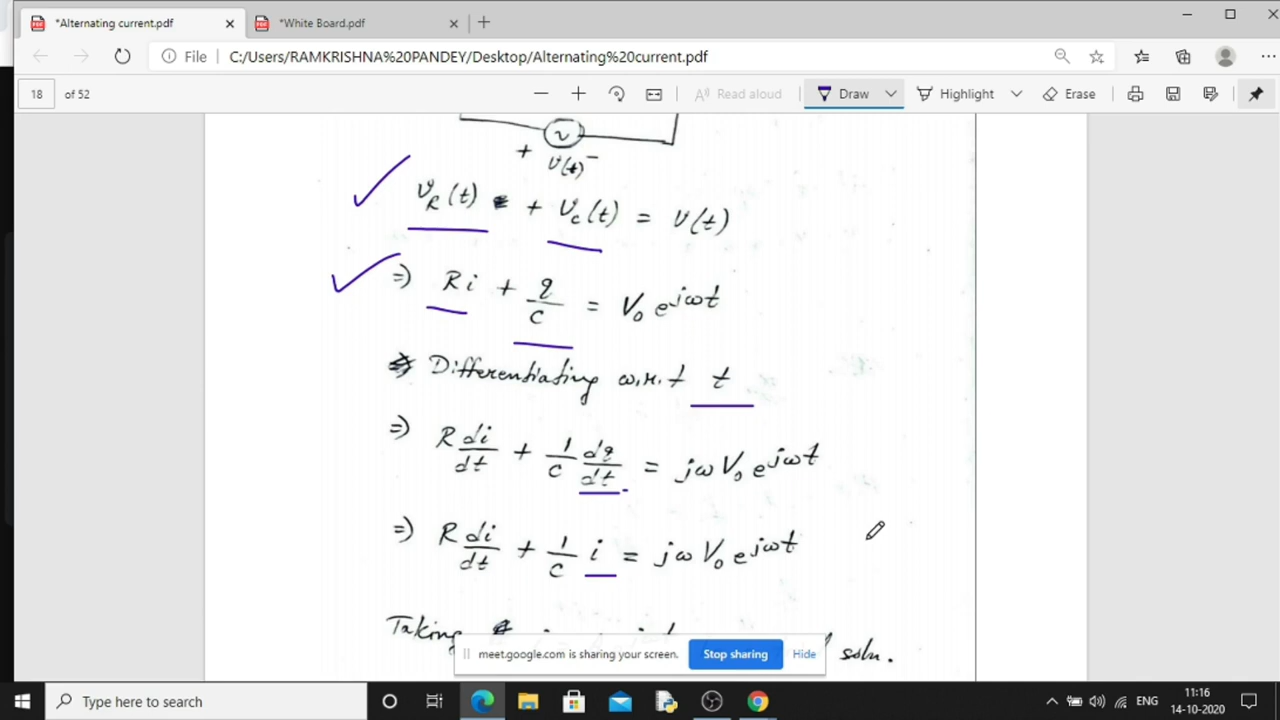 *Alternating current.pdf
*White Board.pdf
File C:/Users/RAMKRISHNA%20PANDEY/Desktop/Alternating%20current.pdf
18 of 52
Read aloud Draw Highlight Erase
+ v(t) -
v_R(t) + v_c(t) = v(t)
⇒) Ri + q/c = V₀ e^{jωt}
Differentiating w.r.t t
⇒) R di/dt + 1/c dq/dt = jω V₀ e^{jωt}
⇒) R di/dt + 1/c i = jω V₀ e^{jωt}
Taking soln.
meet.google.com is sharing your screen. Stop sharing Hide
Type here to search
ENG
11:16
14-10-2020